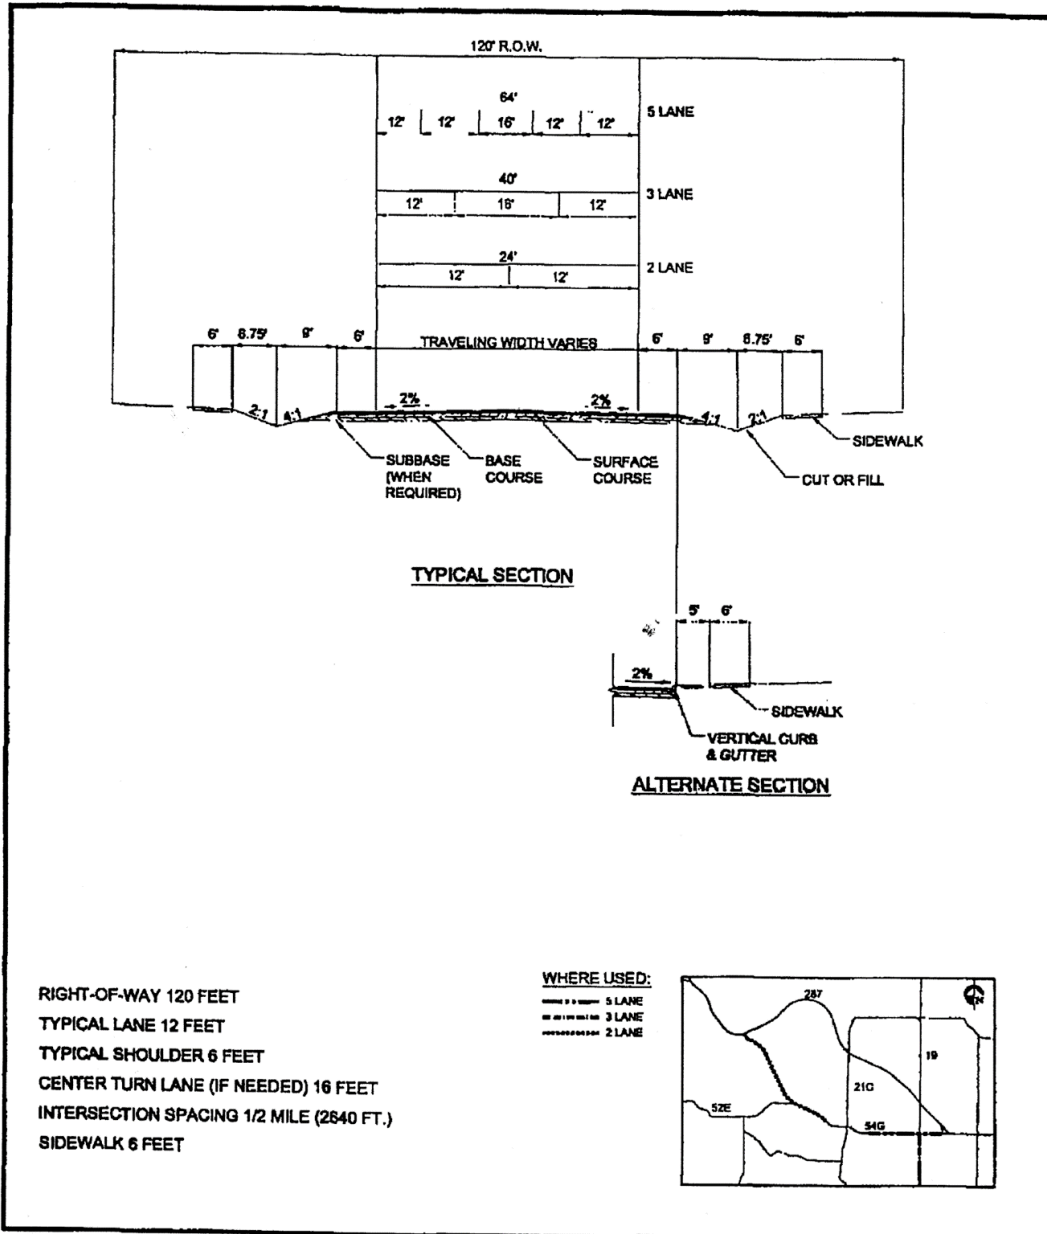 120' R.O.W.
64'
5 LANE
12' 12' 16' 12' 12'
40'
3 LANE
12' 16' 12'
24'
2 LANE
12' 12'
6' 8.75' 9' 6' TRAVELING WIDTH VARIES 6' 9' 8.75' 6'
2:1 4:1 2% 2% 4:1 2:1
SIDEWALK
SUBBASE
(WHEN
REQUIRED)
BASE
COURSE
SURFACE
COURSE
CUT OR FILL
TYPICAL SECTION
5' 6'
2%
SIDEWALK
VERTICAL CURB
& GUTTER
ALTERNATE SECTION
RIGHT-OF-WAY 120 FEET
TYPICAL LANE 12 FEET
TYPICAL SHOULDER 6 FEET
CENTER TURN LANE (IF NEEDED) 16 FEET
INTERSECTION SPACING 1/2 MILE (2640 FT.)
SIDEWALK 6 FEET
WHERE USED:
5 LANE
3 LANE
2 LANE
287
19
21G
52E
54G